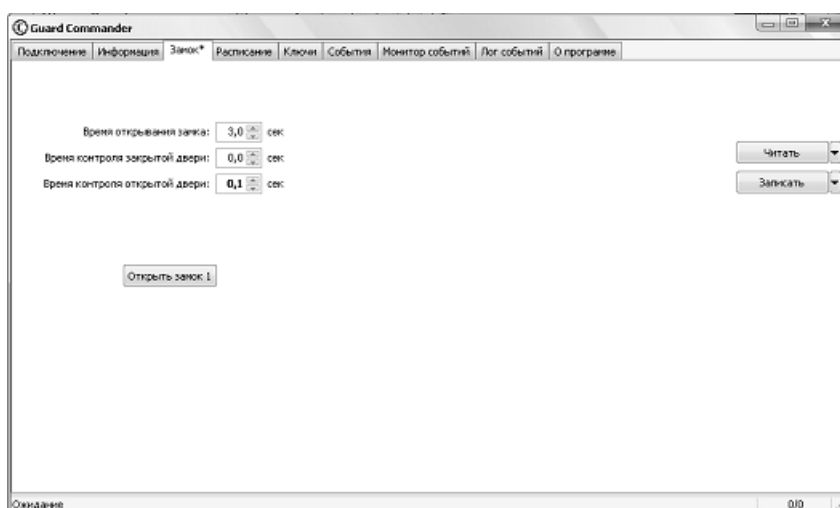 Guard Commander
Подключение Информация Замок* Расписание Ключи События Монитор событий Лог событий О программе
Время открывания замка: 3,0 сек
Время контроля закрытой двери: 0,0 сек
Читать
Время контроля открытой двери: 0,1 сек
Записать
Открыть замок 1
Ожидание 0/0